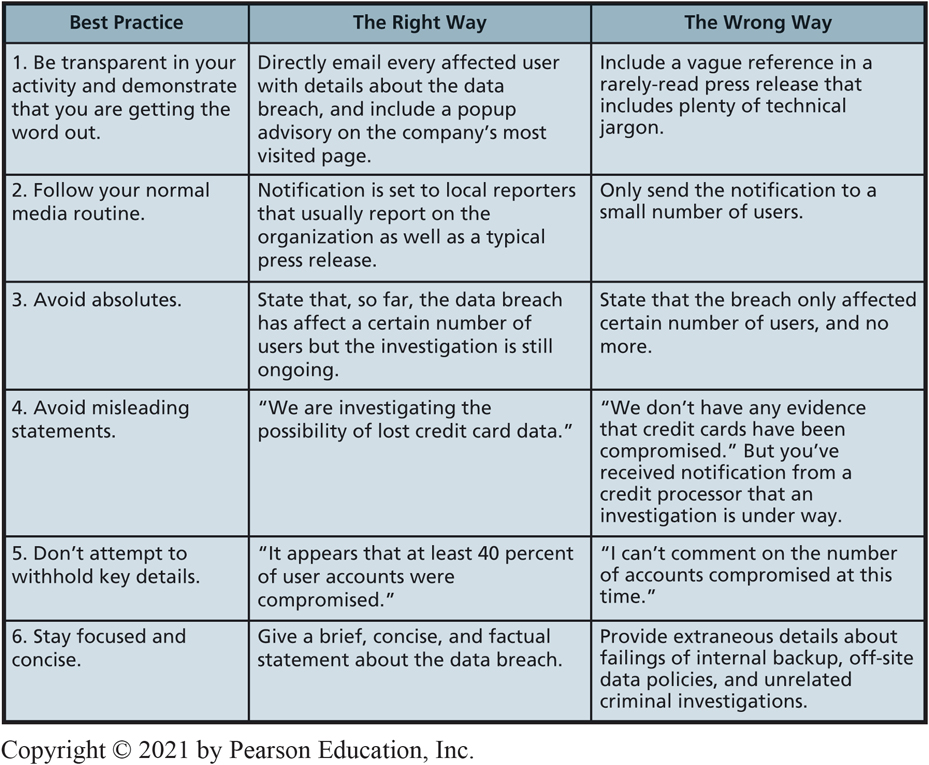 Best Practice
The Right Way
The Wrong Way
1. Be transparent in your
activity and demonstrate
that you are getting the
word out.
Directly email every affected user
with details about the data
breach, and include a popup
advisory on the company’s most
visited page.
Include a vague reference in a
rarely-read press release that
includes plenty of technical
jargon.
2. Follow your normal
media routine.
Notification is set to local reporters
that usually report on the
organization as well as a typical
press release.
Only send the notification to a
small number of users.
3. Avoid absolutes.
State that, so far, the data breach
has affect a certain number of
users but the investigation is still
ongoing.
State that the breach only affected
certain number of users, and no
more.
4. Avoid misleading
statements.
“We are investigating the
possibility of lost credit card data.”
“We don’t have any evidence
that credit cards have been
compromised.” But you’ve
received notification from a
credit processor that an
investigation is under way.
5. Don’t attempt to
withhold key details.
“It appears that at least 40 percent
of user accounts were
compromised.”
“I can’t comment on the number
of accounts compromised at this
time.”
6. Stay focused and
concise.
Give a brief, concise, and factual
statement about the data breach.
Provide extraneous details about
failings of internal backup, off-site
data policies, and unrelated
criminal investigations.
Copyright © 2021 by Pearson Education, Inc.